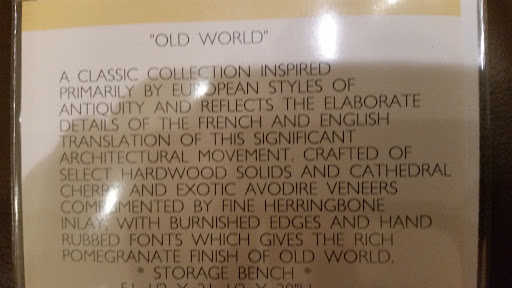 "OLD WORLD"
A CLASSIC COLLECTION INSPIRED
PRIMARILY BY EUROPEAN STYLES OF
ANTIQUITY AND REFLECTS THE ELABORATE
DETAILS OF THE FRENCH AND ENGLISH
TRANSLATION OF THIS SIGNIFICANT
ARCHITECTURAL MOVEMENT. CRAFTED OF
SELECT HARDWOOD SOLIDS AND CATHEDRAL
CHERRY AND EXOTIC AVODIRE VENEERS
COMPLIMENTED BY FINE HERRINGBONE
INLAY, WITH BURNISHED EDGES AND HAND
RUBBED FONTS WHICH GIVES THE RICH
POMEGRANATE FINISH OF OLD WORLD.
* STORAGE BENCH *